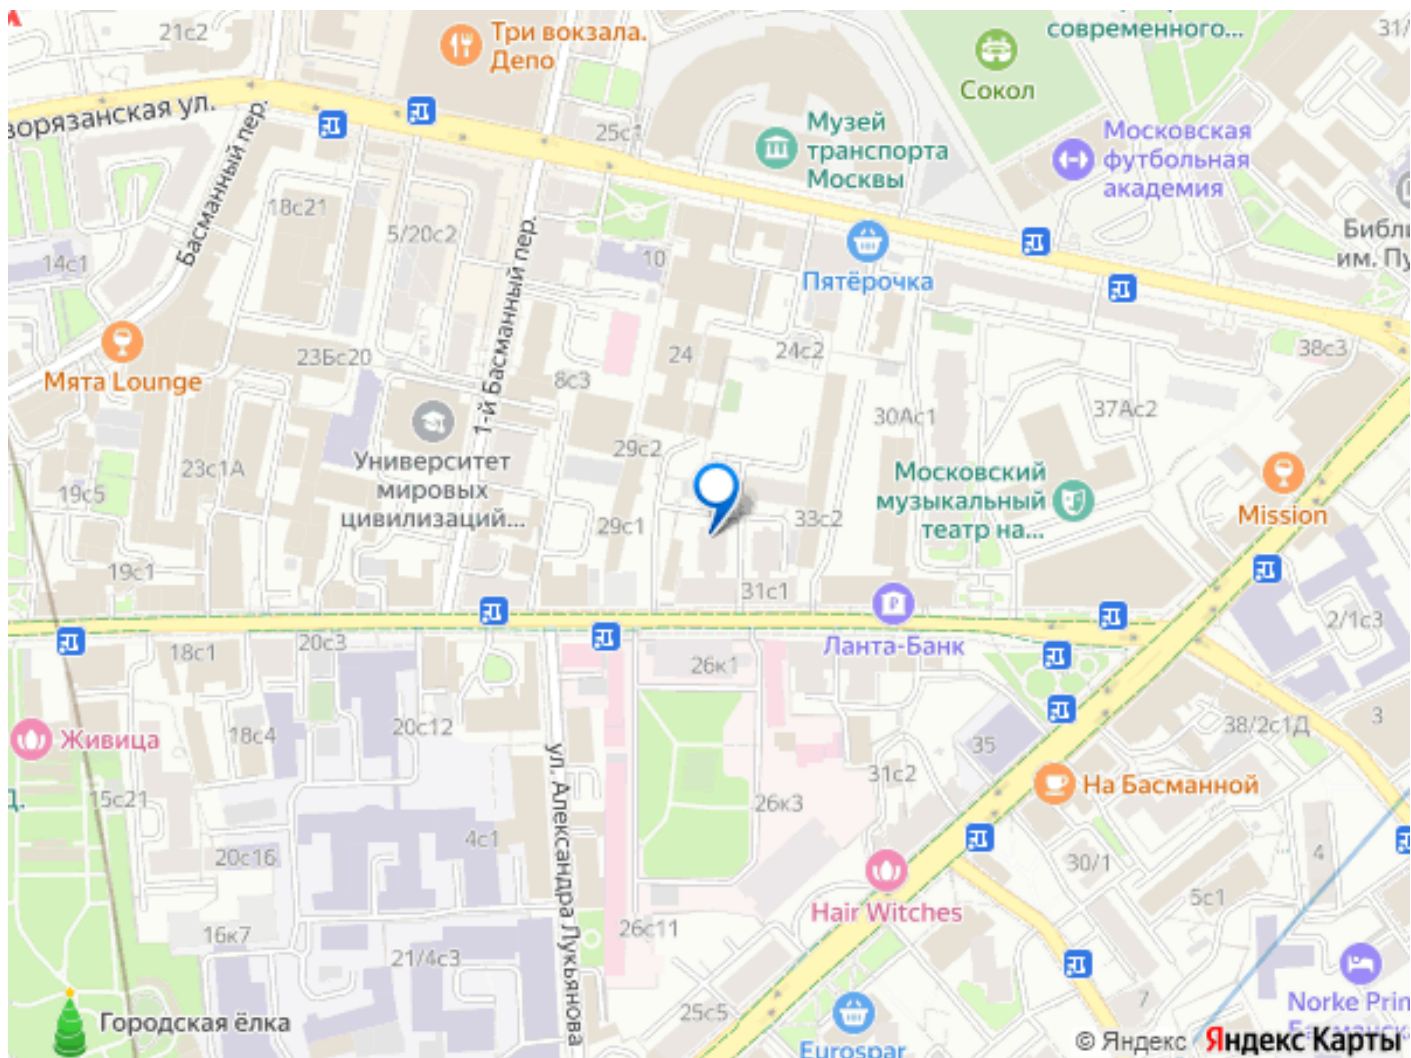 21с2
Три вокзала.
Депо
современного...
31/
Сокол
ворязанская ул.
Басманный пер.
25с1
Музей
транспорта
Москвы
Московская
футбольная
академия
18с21
5/20с2
1-й Басманный пер.
10
Библи
им. Пу
14с1
Пятёрочка
Мята Lounge
23Бс20
24
24с2
38с3
8с3
30Ас1
37Ас2
29с2
Университет
мировых
цивилизаций...
23с1А
19с5
Московский
музыкальный
театр на...
Mission
29с1
33с2
19с1
31с1
Ланта-Банк
2/1с3
18с1
20с3
26к1
18с4
20с12
Живица
35
38/2с1Д
3
31с2
На Басманной
д.
15с21
26к3
ул. Александра Лукьянова
4с1
20с16
30/1
4
5с1
Hair Witches
16к7
21/4с3
26с11
25с5
7
Городская ёлка
Norke Prin
Eurospar
© Яндекс Яндекс Карты